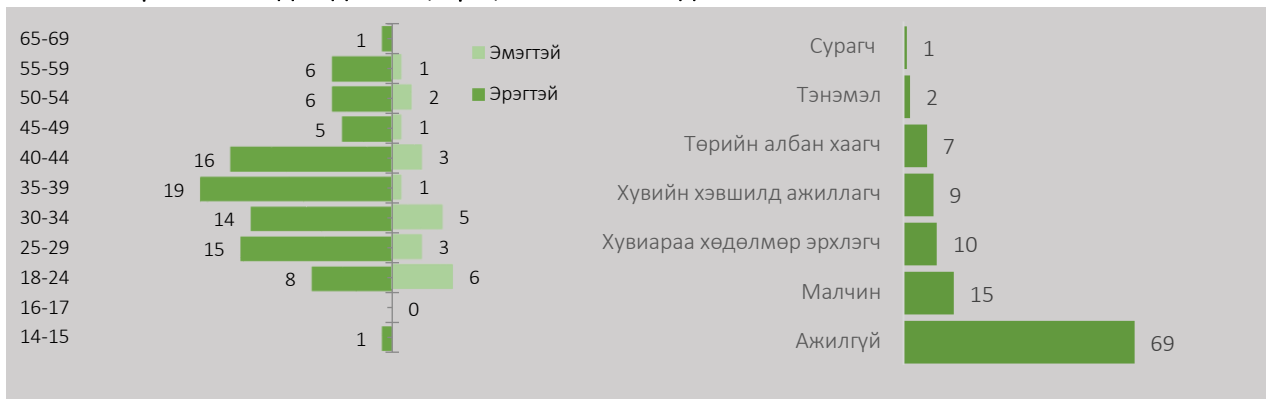 65-69 1
55-59 6 1
50-54 6 2
45-49 5 1
40-44 16 3
35-39 19 1
30-34 14 5
25-29 15 3
18-24 8 6
16-17 0
14-15 1
Эмэгтэй
Эрэгтэй
Сурагч 1
Тэнэмэл 2
Төрийн албан хаагч 7
Хувийн хэвшилд ажиллагч 9
Хувиараа хөдөлмөр эрхлэгч 10
Малчин 15
Ажилгүй 69